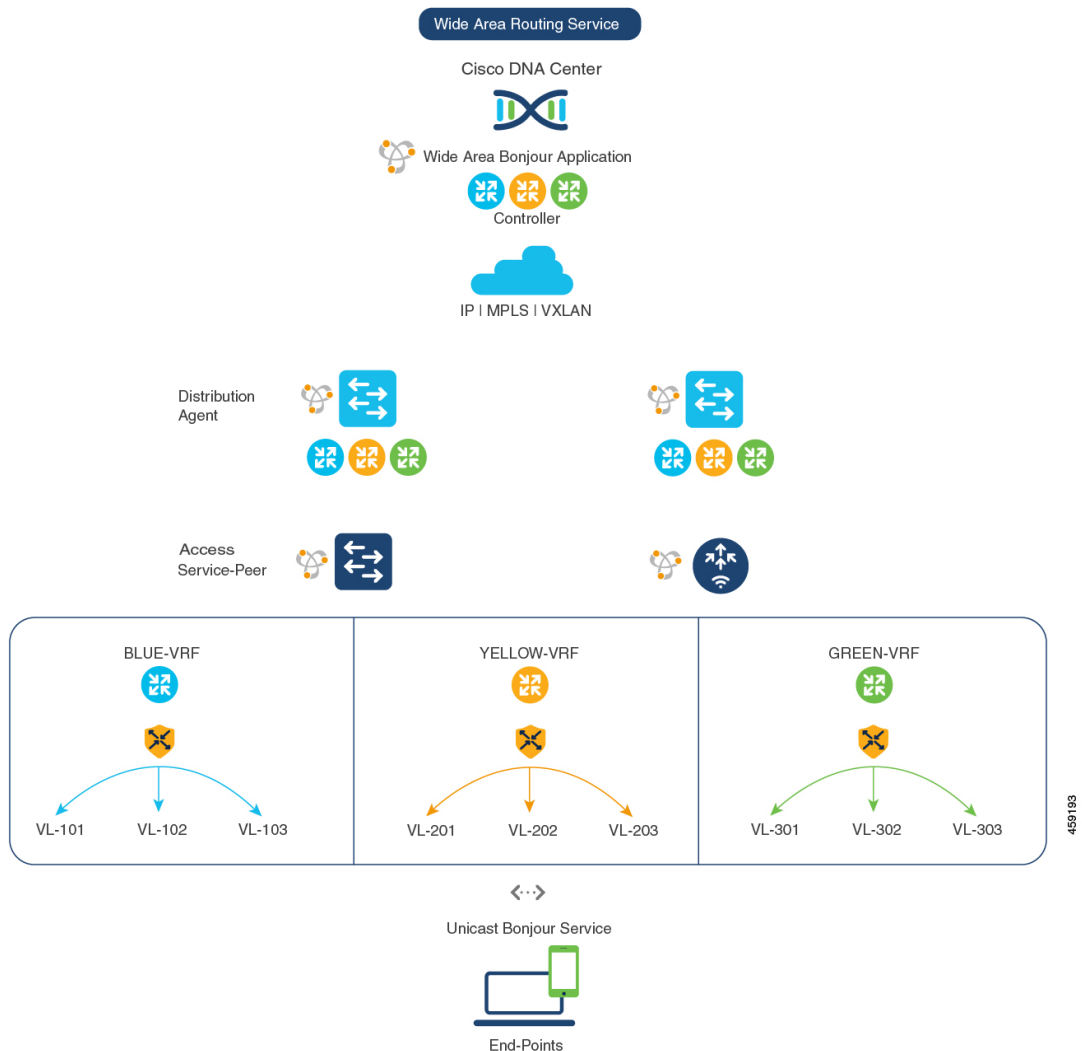 Wide Area Routing Service
Cisco DNA Center
Wide Area Bonjour Application
Controller
IP | MPLS | VXLAN
Distribution
Agent
Access
Service-Peer
BLUE-VRF
YELLOW-VRF
GREEN-VRF
VL-101
VL-102
VL-103
VL-201
VL-202
VL-203
VL-301
VL-302
VL-303
459193
Unicast Bonjour Service
End-Points